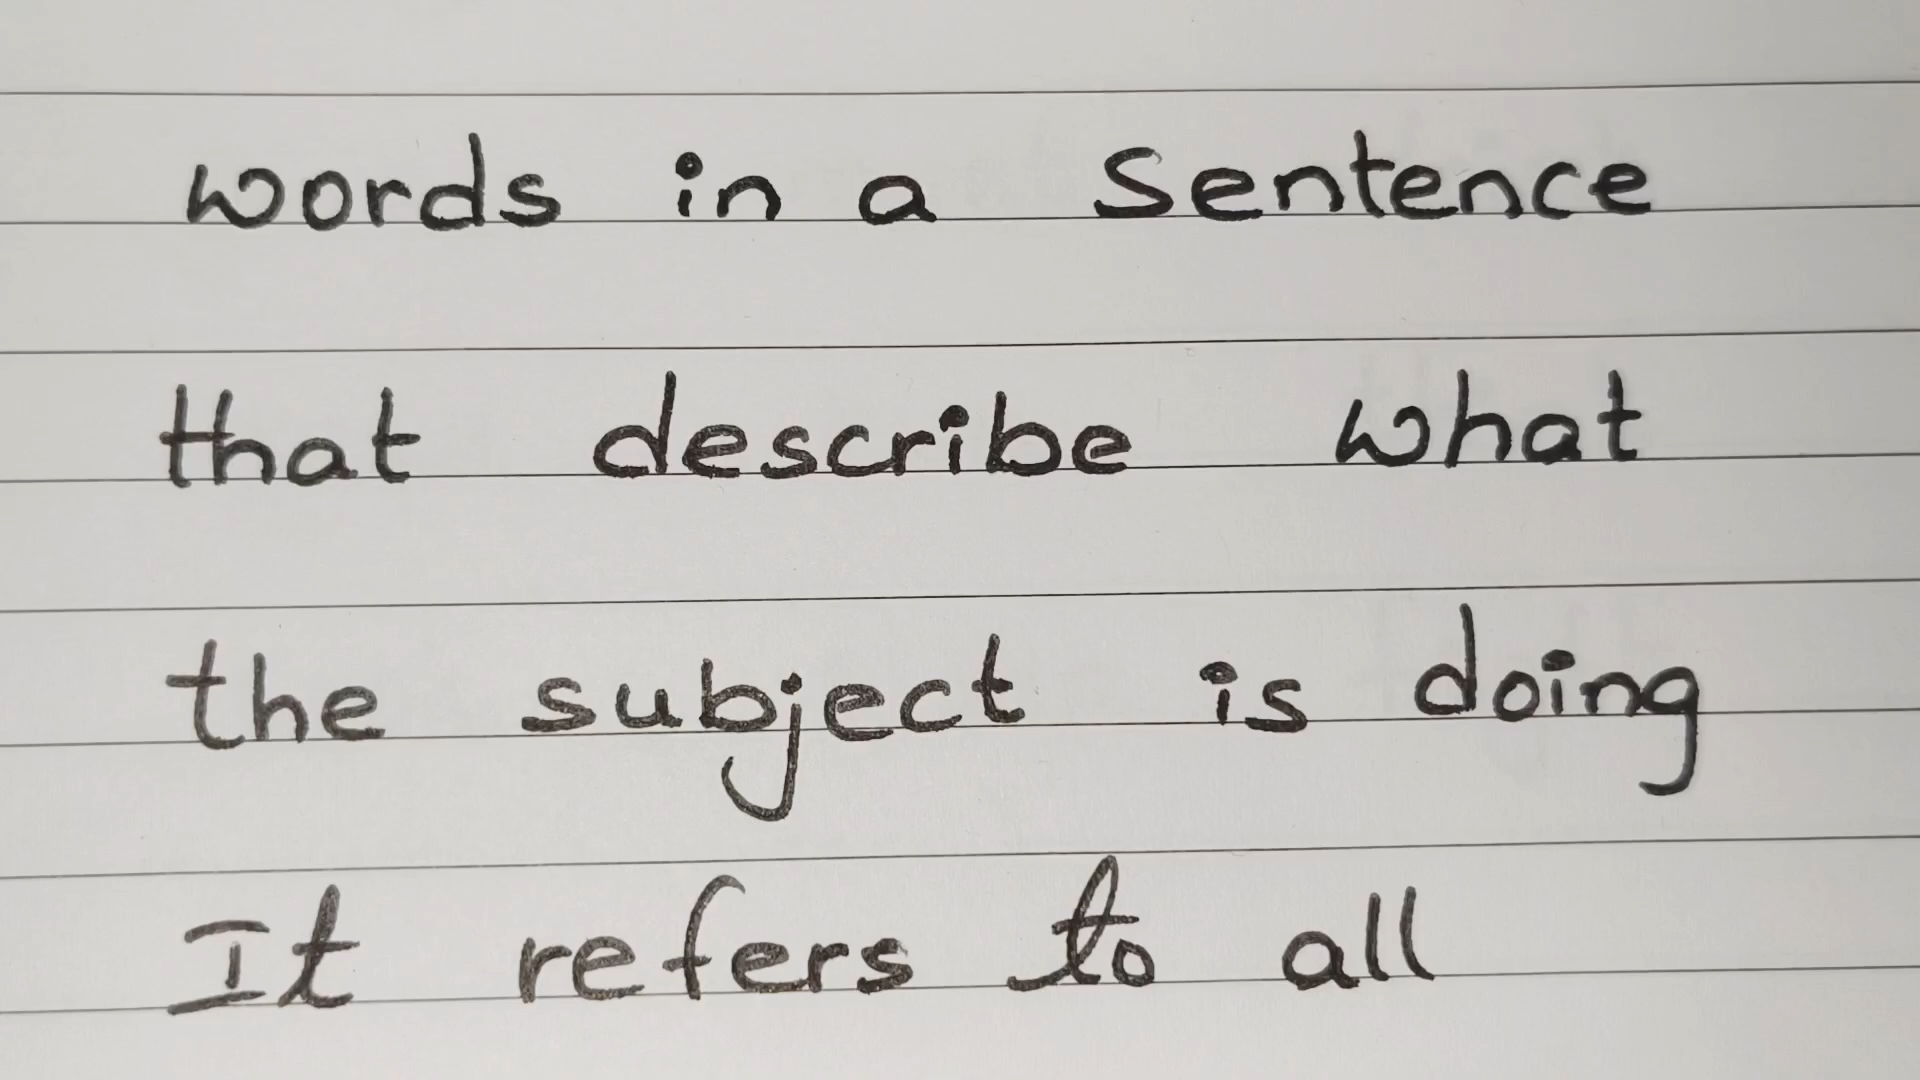 words in a Sentence
that describe what
the subject is doing
It refers to all